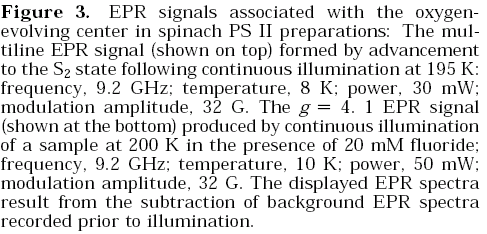 Figure 3. EPR signals associated with the oxygen-
evolving center in spinach PS II preparations: The mul-
tiline EPR signal (shown on top) formed by advancement
to the S₂ state following continuous illumination at 195 K:
frequency, 9.2 GHz; temperature, 8 K; power, 30 mW;
modulation amplitude, 32 G. The g = 4. 1 EPR signal
(shown at the bottom) produced by continuous illumination
of a sample at 200 K in the presence of 20 mM fluoride;
frequency, 9.2 GHz; temperature, 10 K; power, 50 mW;
modulation amplitude, 32 G. The displayed EPR spectra
result from the subtraction of background EPR spectra
recorded prior to illumination.